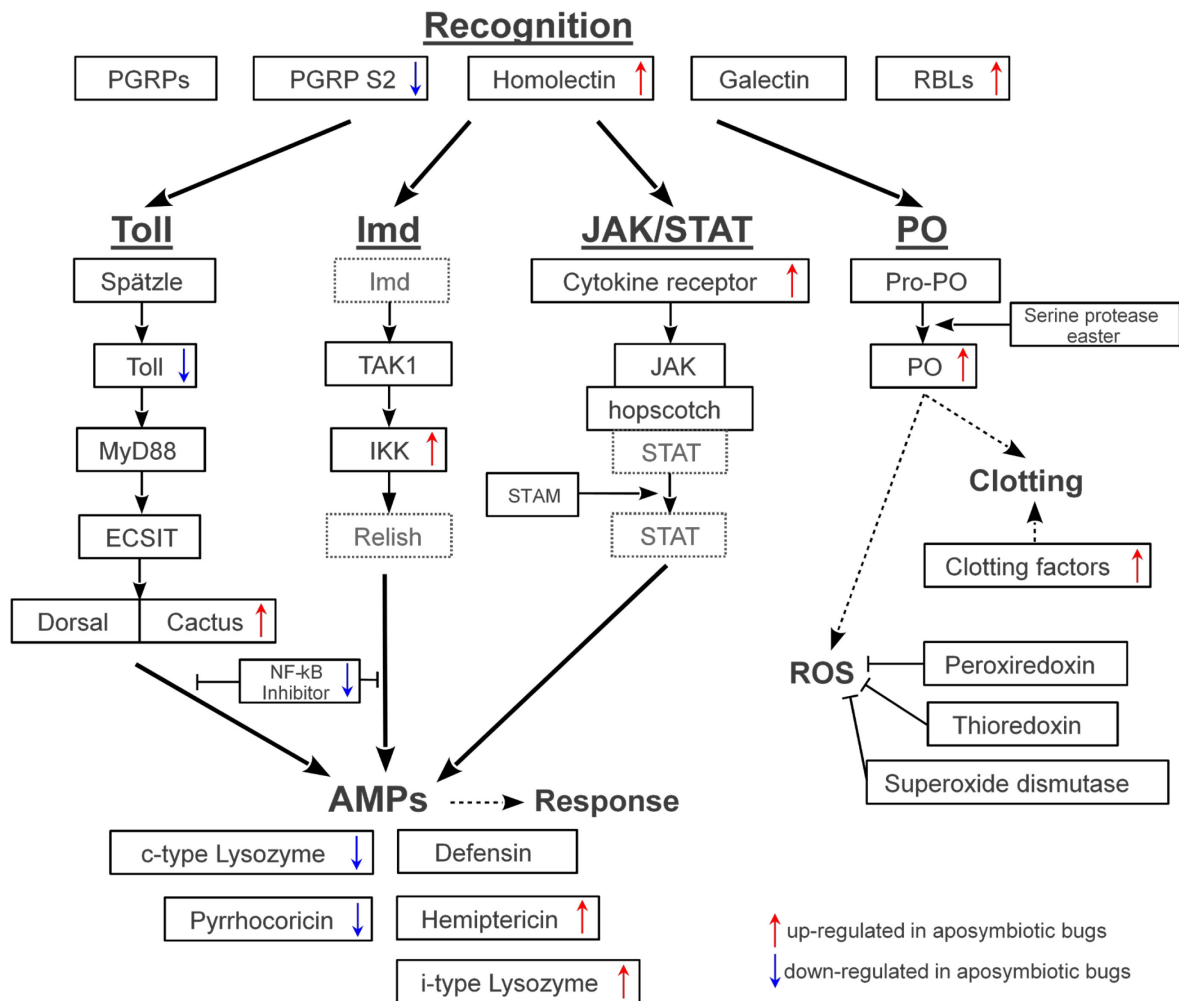 Recognition
PGRPs
PGRP S2
Homolectin
Galectin
RBLs
Toll
Imd
JAK/STAT
PO
Spätzle
Imd
Cytokine receptor
Pro-PO
Serine protease
easter
Toll
TAK1
JAK
PO
hopscotch
MyD88
IKK
STAT
Clotting
STAM
ECSIT
Relish
STAT
Clotting factors
Dorsal
Cactus
NF-kB
Inhibitor
ROS
Peroxiredoxin
Thioredoxin
Superoxide dismutase
AMPs
Response
c-type Lysozyme
Defensin
Pyrrhocoricin
Hemiptericin
i-type Lysozyme
up-regulated in aposymbiotic bugs
down-regulated in aposymbiotic bugs